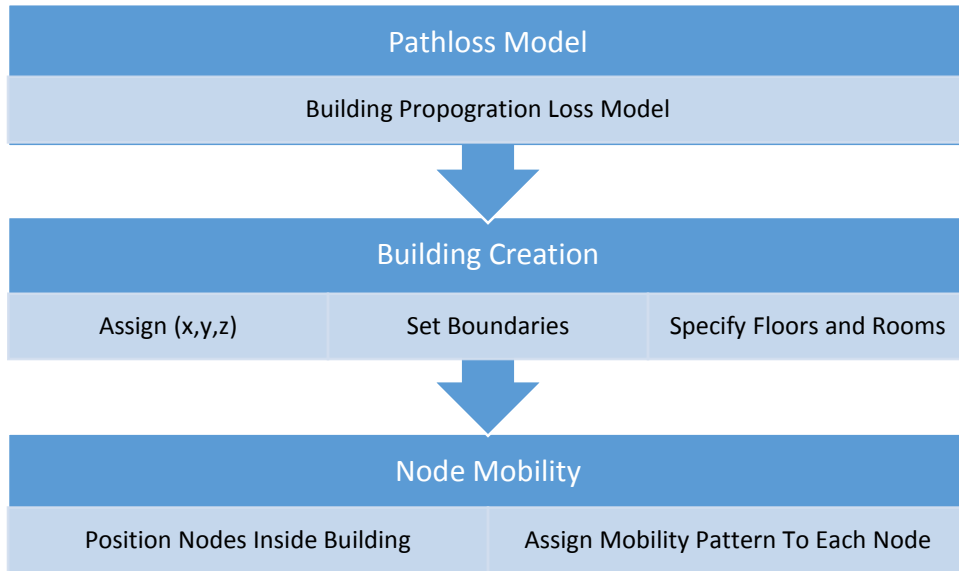 Pathloss Model
Building Propogration Loss Model
Building Creation
Assign (x,y,z)
Set Boundaries
Specify Floors and Rooms
Node Mobility
Position Nodes Inside Building
Assign Mobility Pattern To Each Node